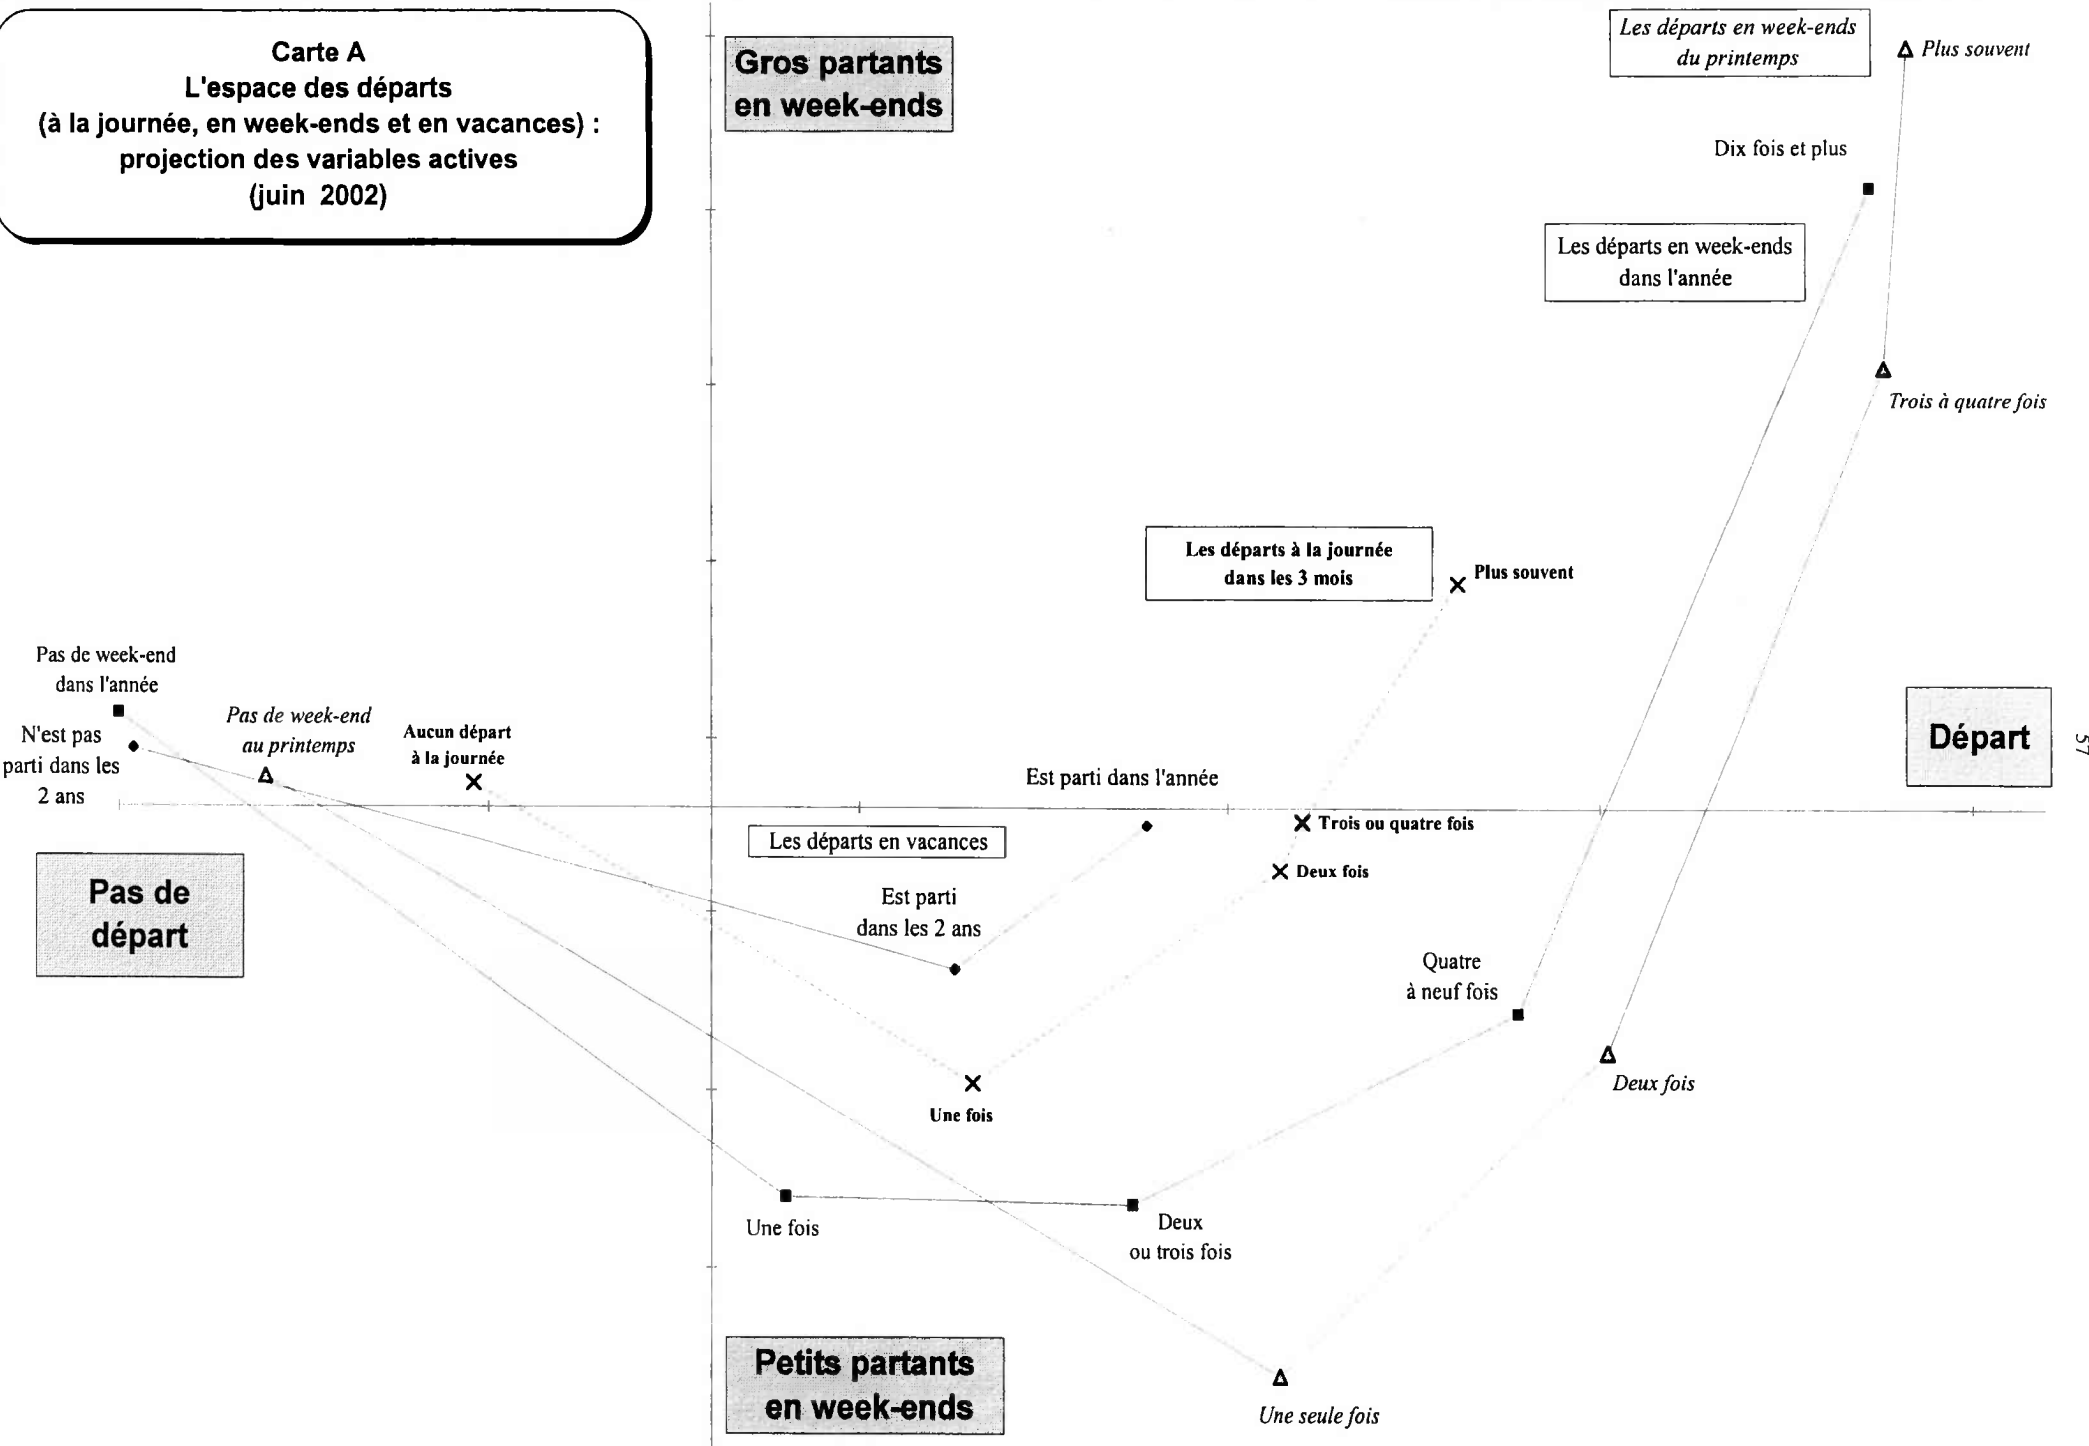 Carte A
L'espace des départs
(à la journée, en week-ends et en vacances) :
projection des variables actives
(juin 2002)
Gros partants
en week-ends
Les départs en week-ends
du printemps
Plus souvent
Dix fois et plus
Les départs en week-ends
dans l'année
Trois à quatre fois
Les départs à la journée
dans les 3 mois
Plus souvent
Pas de week-end
dans l'année
N'est pas
parti dans les
2 ans
Pas de week-end
au printemps
Aucun départ
à la journée
Départ
57
Est parti dans l'année
Les départs en vacances
Trois ou quatre fois
Deux fois
Pas de
départ
Est parti
dans les 2 ans
Quatre
à neuf fois
Deux fois
Une fois
Une fois
Deux
ou trois fois
Petits partants
en week-ends
Une seule fois